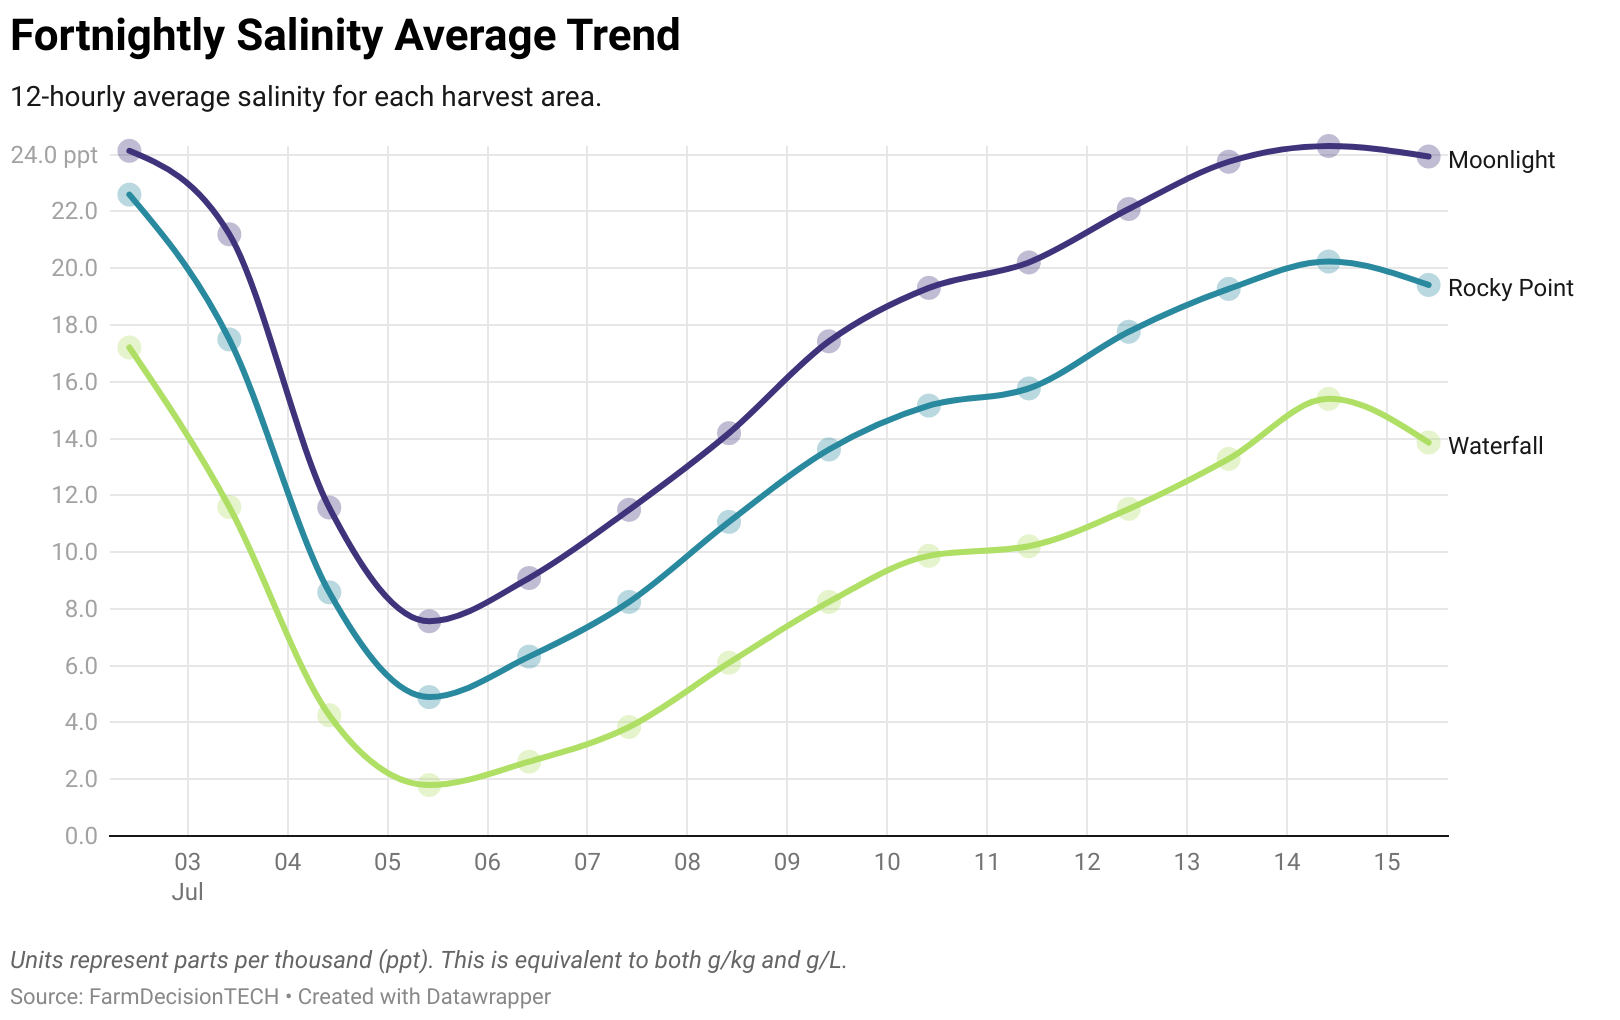 Fortnightly Salinity Average Trend
12-hourly average salinity for each harvest area.
24.0 ppt
22.0
20.0
18.0
16.0
14.0
12.0
10.0
8.0
6.0
4.0
2.0
0.0
Moonlight
Rocky Point
Waterfall
03 04 05 06 07 08 09 10 11 12 13 14 15
Jul
Units represent parts per thousand (ppt). This is equivalent to both g/kg and g/L.
Source: FarmDecisionTECH • Created with Datawrapper